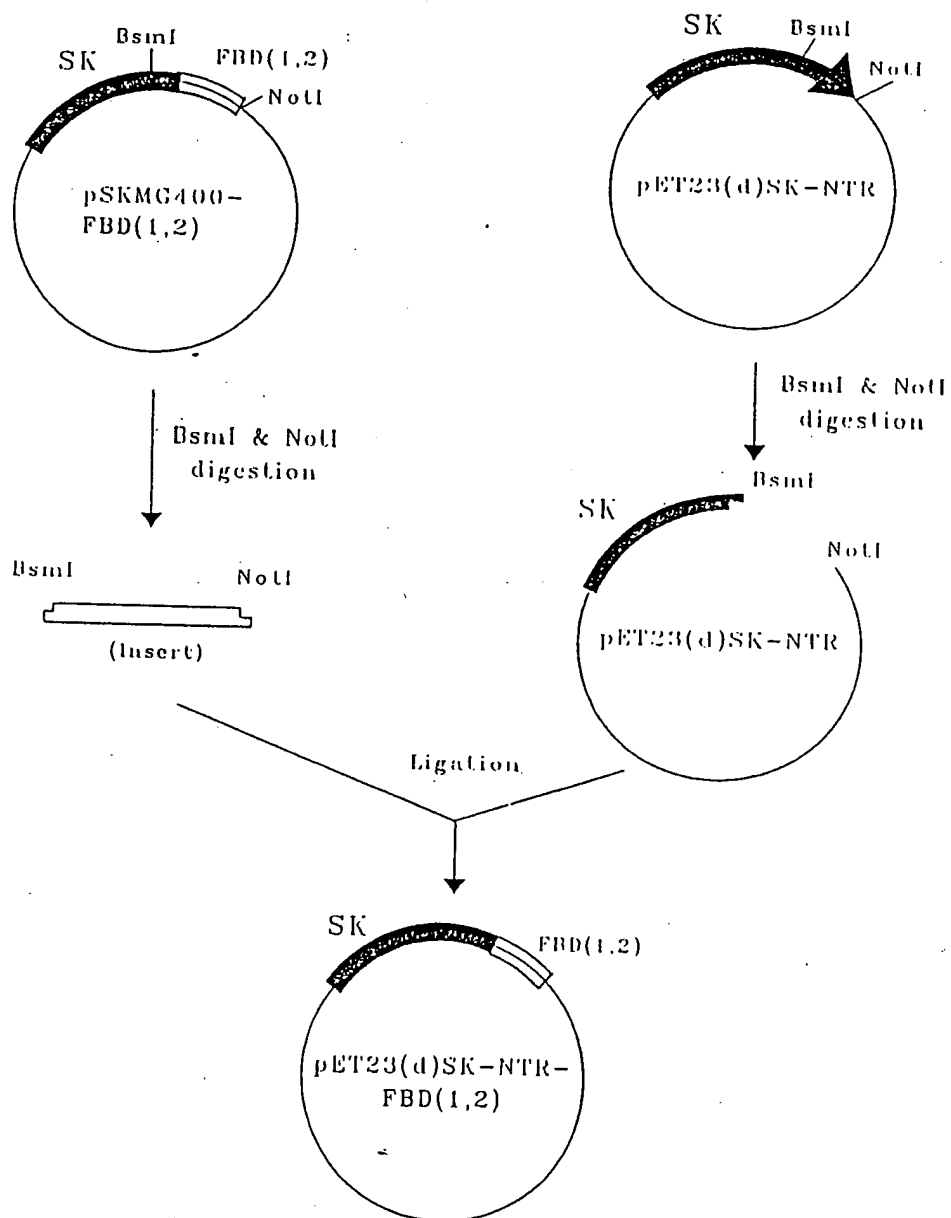 BsmI
SK
FBD(1,2)
NotI
pSKMG400-
FBD(1,2)
SK
BsmI
NotI
pET23(d)SK-NTR
BsmI & NotI
digestion
BsmI & NotI
digestion
BsmI
NotI
(Insert)
SK
BsmI
NotI
pET23(d)SK-NTR
Ligation
SK
FBD(1,2)
pET23(d)SK-NTR-
FBD(1,2)